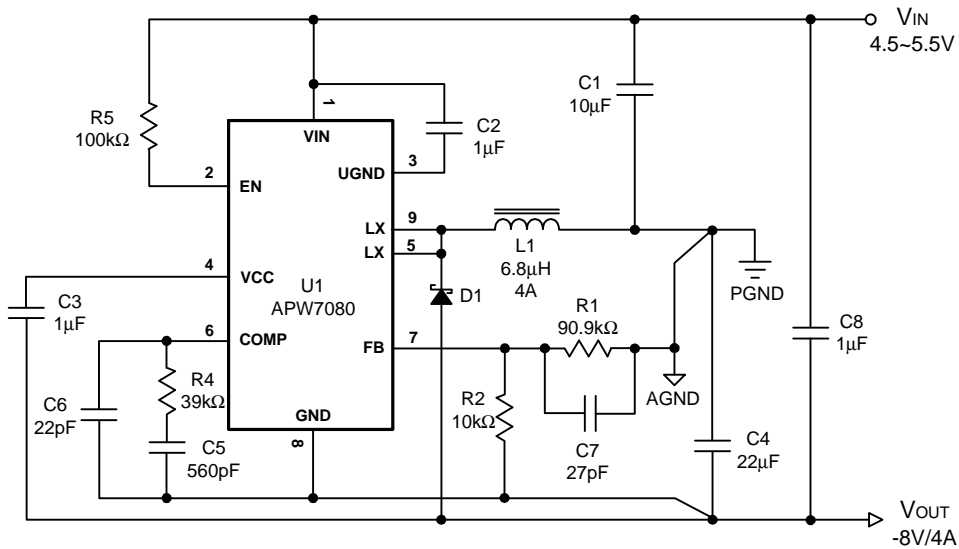 VIN
4.5~5.5V
C1
10μF
R5
100kΩ
1
VIN
C2
1μF
3
UGND
2
EN
LX
9
LX
5
L1
6.8μH
4A
4
VCC
U1
APW7080
D1
PGND
C3
1μF
6
COMP
FB
7
R1
90.9kΩ
C8
1μF
R4
39kΩ
C6
22pF
GND
R2
10kΩ
AGND
C5
560pF
8
C7
27pF
C4
22μF
VOUT
-8V/4A